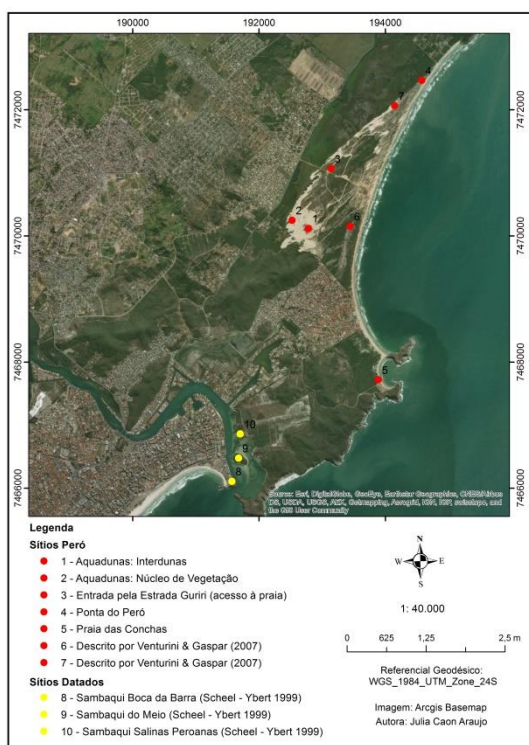 190000
192000
194000
7472000
7470000
7468000
7466000
7472000
7470000
7468000
7466000
4
7
3
2
1
6
5
10
9
8
Source: Esri, DigitalGlobe, GeoEye, Earthstar Geographics, CNES/Airbus
DS, USDA, USGS, AEX, Getmapping, Aerogrid, IGN, IGP, swisstopo, and
the GIS User Community
Legenda
Sítios Peró
1 - Aquadunas: Interdunas
2 - Aquadunas: Núcleo de Vegetação
3 - Entrada pela Estrada Guriri (acesso à praia)
4 - Ponta do Peró
5 - Praia das Conchas
6 - Descrito por Venturini & Gaspar (2007)
7 - Descrito por Venturini & Gaspar (2007)
Sítios Datados
8 - Sambaqui Boca da Barra (Scheel - Ybert 1999)
9 - Sambaqui do Meio (Scheel - Ybert 1999)
10 - Sambaqui Salinas Peroanas (Scheel - Ybert 1999)
N
W E
S
1: 40.000
0 625 1,25 2,5 m
Referencial Geodésico:
WGS_1984_UTM_Zone_24S
Imagem: Arcgis Basemap
Autora: Julia Caon Araujo